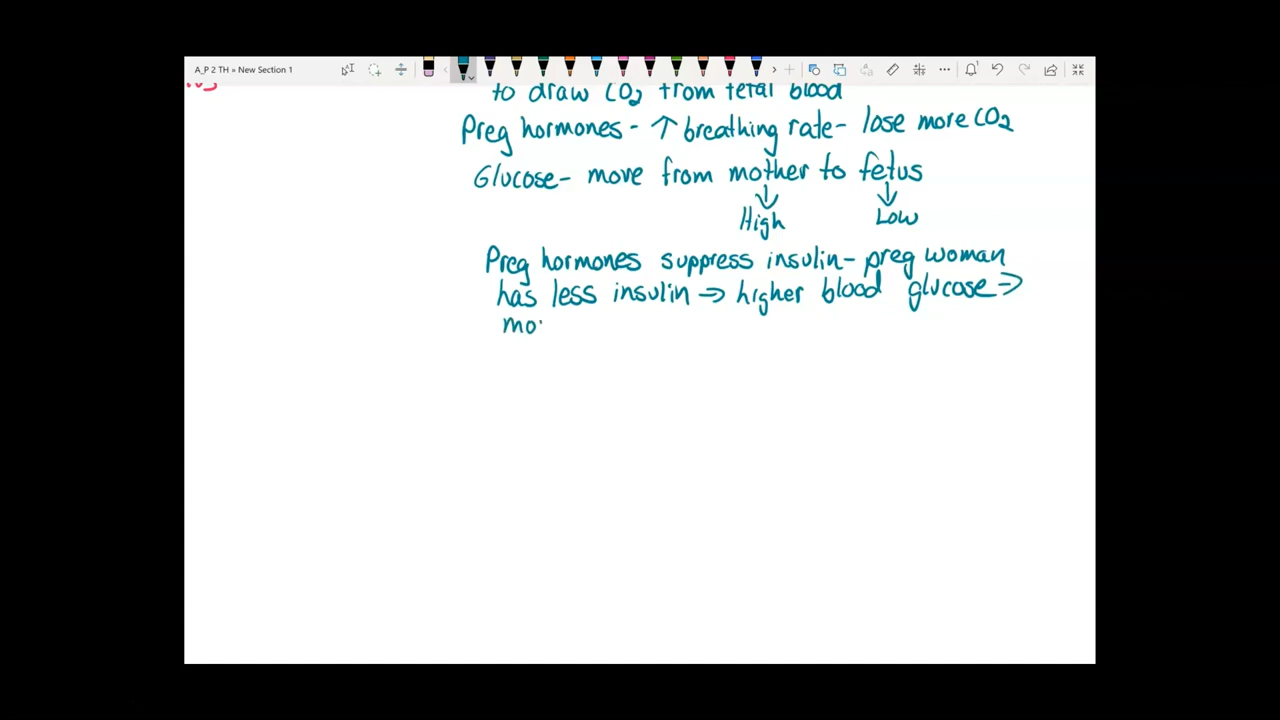 A_P 2 TH » New Section 1
to draw CO₂ from fetal blood
Preg hormones - ↑ breathing rate- lose more CO₂
Glucose- move from mother to fetus
↓ ↓
High Low
Preg hormones suppress insulin- preg woman
has less insulin → higher blood glucose →
mo